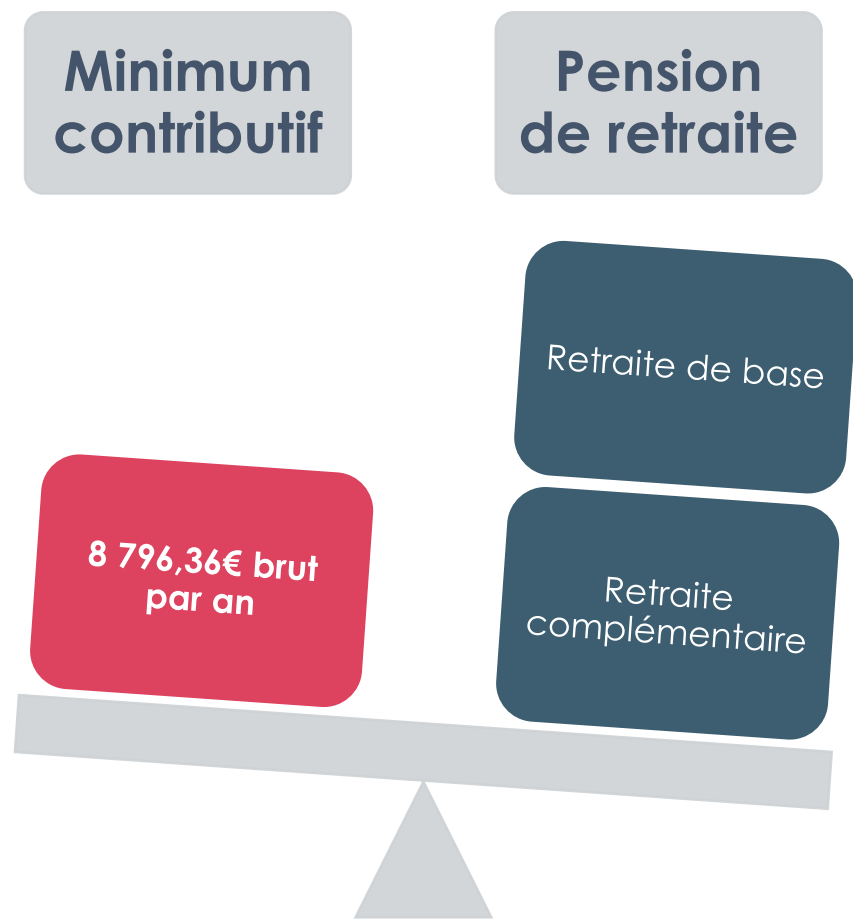 Minimum
contributif
Pension
de retraite
Retraite de base
8 796,36€ brut
par an
Retraite
complémentaire